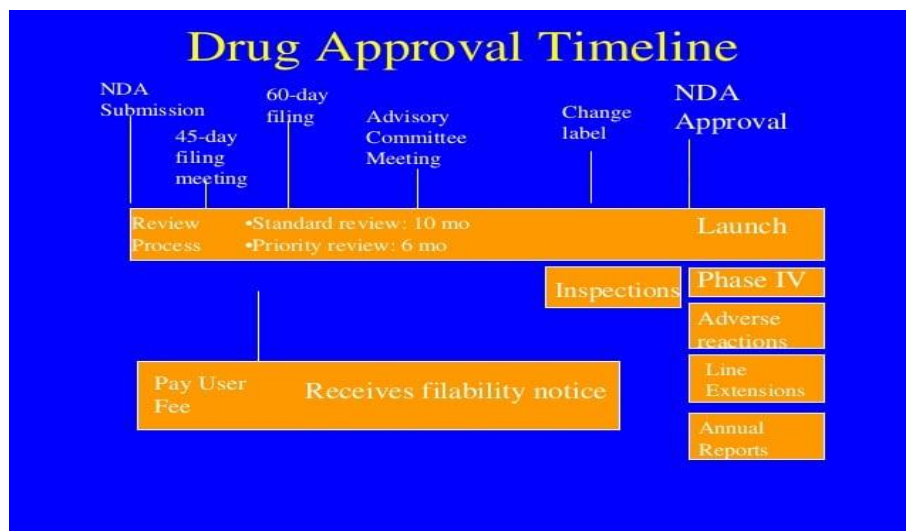 Drug Approval Timeline
NDA
Submission
45-day
filing
meeting
60-day
filing
Advisory
Committee
Meeting
Change
label
NDA
Approval
Review
Process
•Standard review: 10 mo
•Priority review: 6 mo
Launch
Inspections
Phase IV
Adverse
reactions
Line
Extensions
Annual
Reports
Pay User
Fee
Receives filability notice